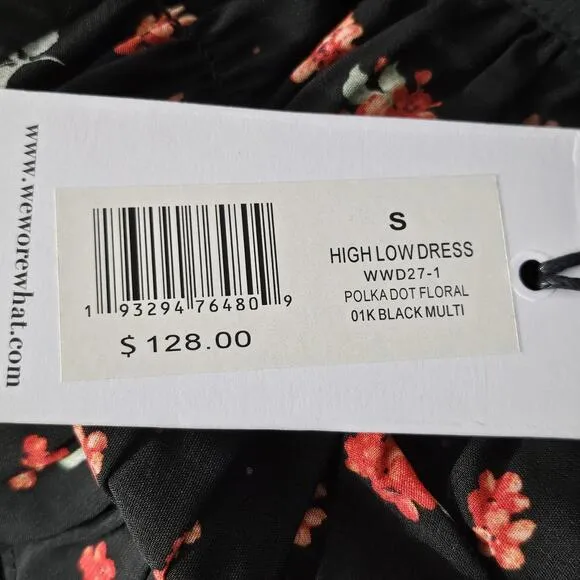 www.weworewhat.com
S
HIGH LOW DRESS
WWD27-1
POLKA DOT FLORAL
01K BLACK MULTI
1 93294 76480 9
$ 128.00